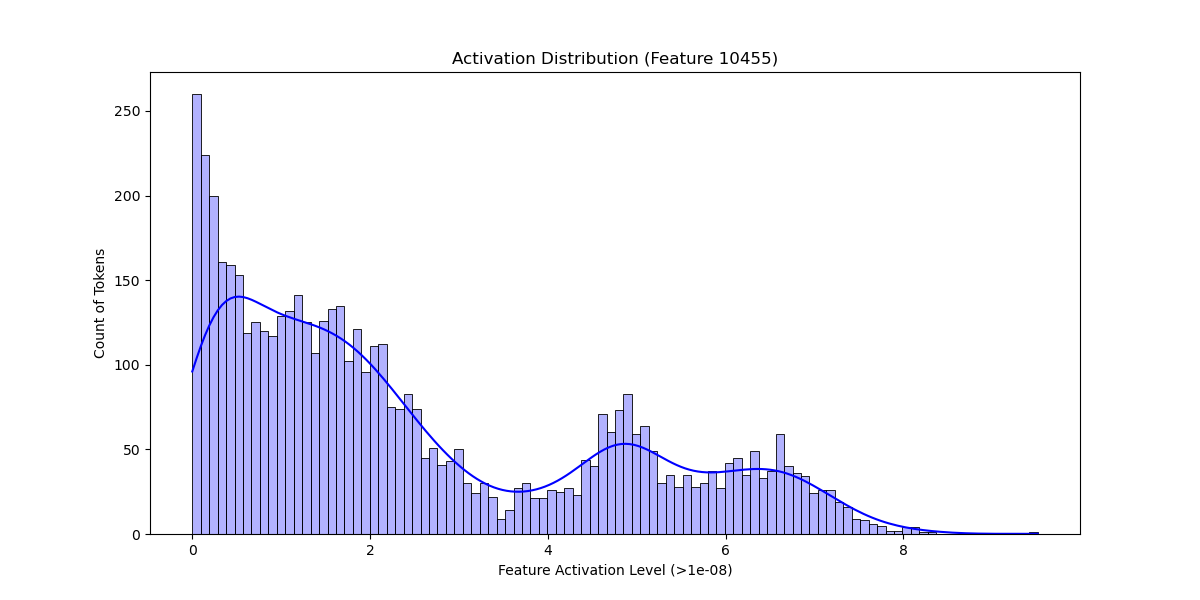 Activation Distribution (Feature 10455)
250
200
150
100
50
0
Count of Tokens
0 2 4 6 8
Feature Activation Level (>1e-08)